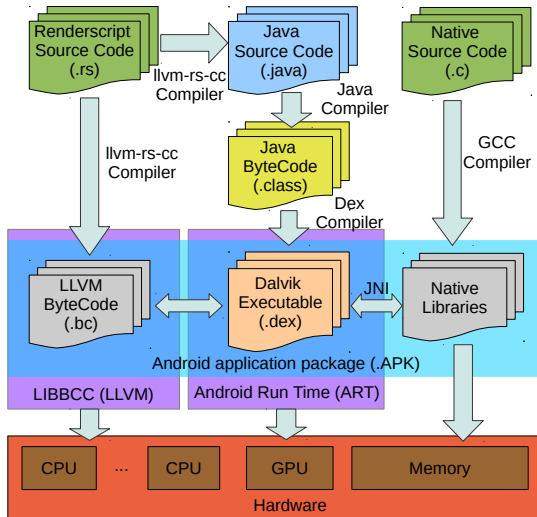 Renderscript
Source Code
(.rs)
llvm-rs-cc
Compiler
Java
Source Code
(.java)
Native
Source Code
(.c)
Java
Compiler
llvm-rs-cc
Compiler
Java
ByteCode
(.class)
GCC
Compiler
Dex
Compiler
LLVM
ByteCode
(.bc)
Dalvik
Executable
(.dex)
JNI
Native
Libraries
Android application package (.APK)
LIBBCC (LLVM)
Android Run Time (ART)
CPU
...
CPU
GPU
Memory
Hardware